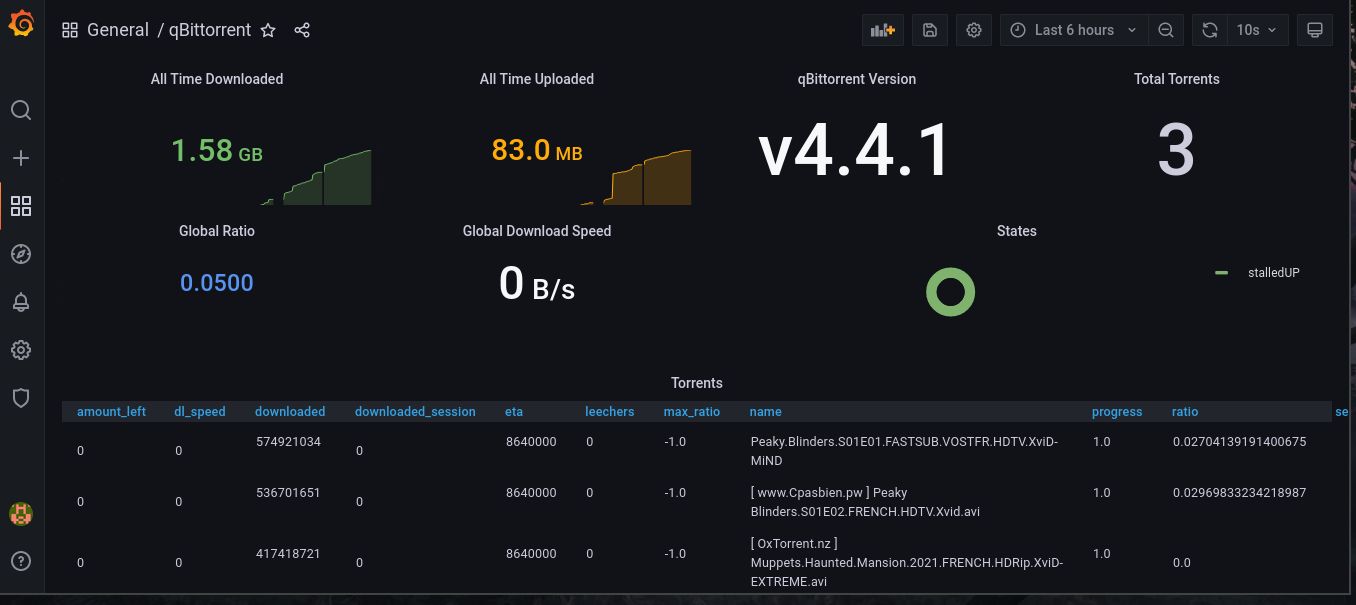 General / qBittorrent
Last 6 hours
10s
All Time Downloaded
All Time Uploaded
qBittorrent Version
Total Torrents
1.58 GB
83.0 MB
v4.4.1
3
Global Ratio
Global Download Speed
States
0.0500
0 B/s
stalledUP
Torrents
amount_left dl_speed downloaded downloaded_session eta leechers max_ratio name progress ratio se
0 0 574921034 0 8640000 0 -1.0 Peaky.Blinders.S01E01.FASTSUB.VOSTFR.HDTV.XviD- 1.0 0.02704139191400675
MiND
0 0 536701651 0 8640000 0 -1.0 [ www.Cpasbien.pw ] Peaky 1.0 0.02969833234218987
Blinders.S01E02.FRENCH.HDTV.Xvid.avi
0 0 417418721 0 8640000 0 -1.0 [ OxTorrent.nz ] 1.0 0.0
Muppets.Haunted.Mansion.2021.FRENCH.HDRip.XviD-
EXTREME.avi